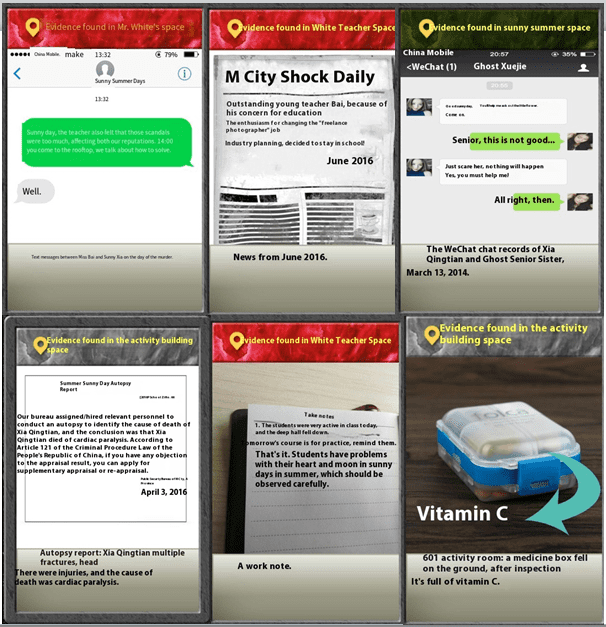 Evidence found in Mr. White's space
China Mobile make 13:32 79%
Sunny Summer Days
13:32
Sunny day, the teacher also felt that those scandals
were too much, affecting both our reputations. 14:00
you come to the rooftop, we talk about how to solve.
Well.
Text messages between Miss Bai and Sunny Xia on the day of the murder
Evidence found in White Teacher Space
M City Shock Daily
Outstanding young teacher Bai, because of
his concern for education
The enthusiasm for changing the "freelance
photographer" job
Industry planning, decided to stay in school!
June 2016
News from June 2016.
Evidence found in sunny summer space
China Mobile 20:57 35%
<WeChat (1) Ghost Xuejie
20:50
Come on.
Senior, this is not good...
Just scare her, nothing will happen
Yes, you must help me!
All right, then.
The WeChat chat records of Xia
Qingtian and Ghost Senior Sister,
March 13, 2014.
Evidence found in the activity building
space
Summer Sunny Day Autopsy
Report
Our bureau assigned/hired relevant personnel to
conduct an autopsy to identify the cause of death of
Xia Qingtian, and the conclusion was that Xia
Qingtian died of cardiac paralysis. According to
Article 121 of the Criminal Procedure Law of the
People's Republic of China, if you have any objection
to the appraisal result, you can apply for
supplementary appraisal or re-appraisal.
April 3, 2016
Autopsy report: Xia Qingtian multiple
fractures, head
There were injuries, and the cause of
death was cardiac paralysis.
Evidence found in White Teacher Space
Take notes
1. The students were very active in class today,
and the deep hall fell down.
Tomorrow's course is for practice, remind them.
That's it. Students have problems
with their heart and moon in sunny
days in summer, which should be
observed carefully.
A work note.
Evidence found in the activity
building space
folca
Vitamin C
601 activity room: a medicine box fell
on the ground, after inspection
It's full of vitamin C.